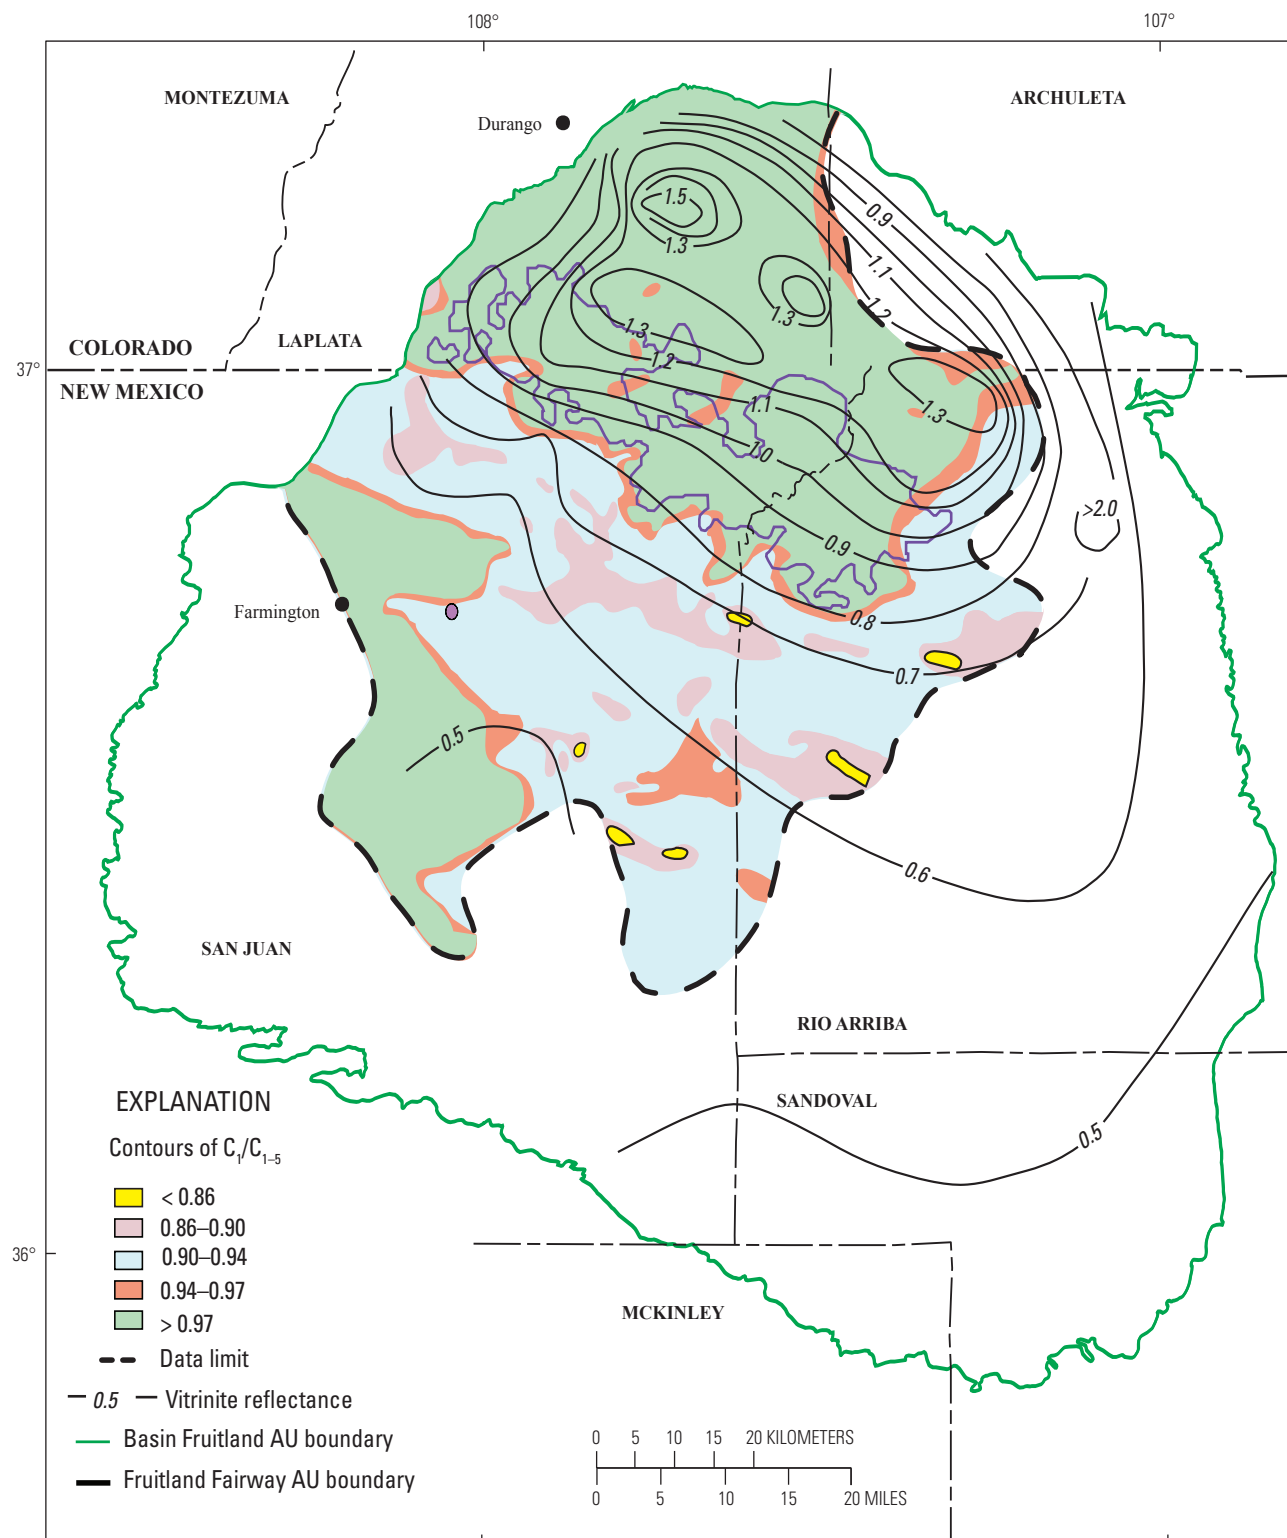 108°
107°
MONTEZUMA
ARCHULETA
Durango
0.9
1.5
1.3
1.1
1.2
1.3
1.3
LAPLATA
COLORADO
37°
NEW MEXICO
1.2
1.3
1.1
1.0
>2.0
0.9
Farmington
0.8
0.7
0.5
0.6
SAN JUAN
RIO ARRIBA
SANDOVAL
0.5
36°
MCKINLEY
EXPLANATION
Contours of C₁/C₁₋₅
< 0.86
0.86–0.90
0.90–0.94
0.94–0.97
> 0.97
Data limit
0.5 Vitrinite reflectance
Basin Fruitland AU boundary
Fruitland Fairway AU boundary
0 5 10 15 20 KILOMETERS
0 5 10 15 20 MILES